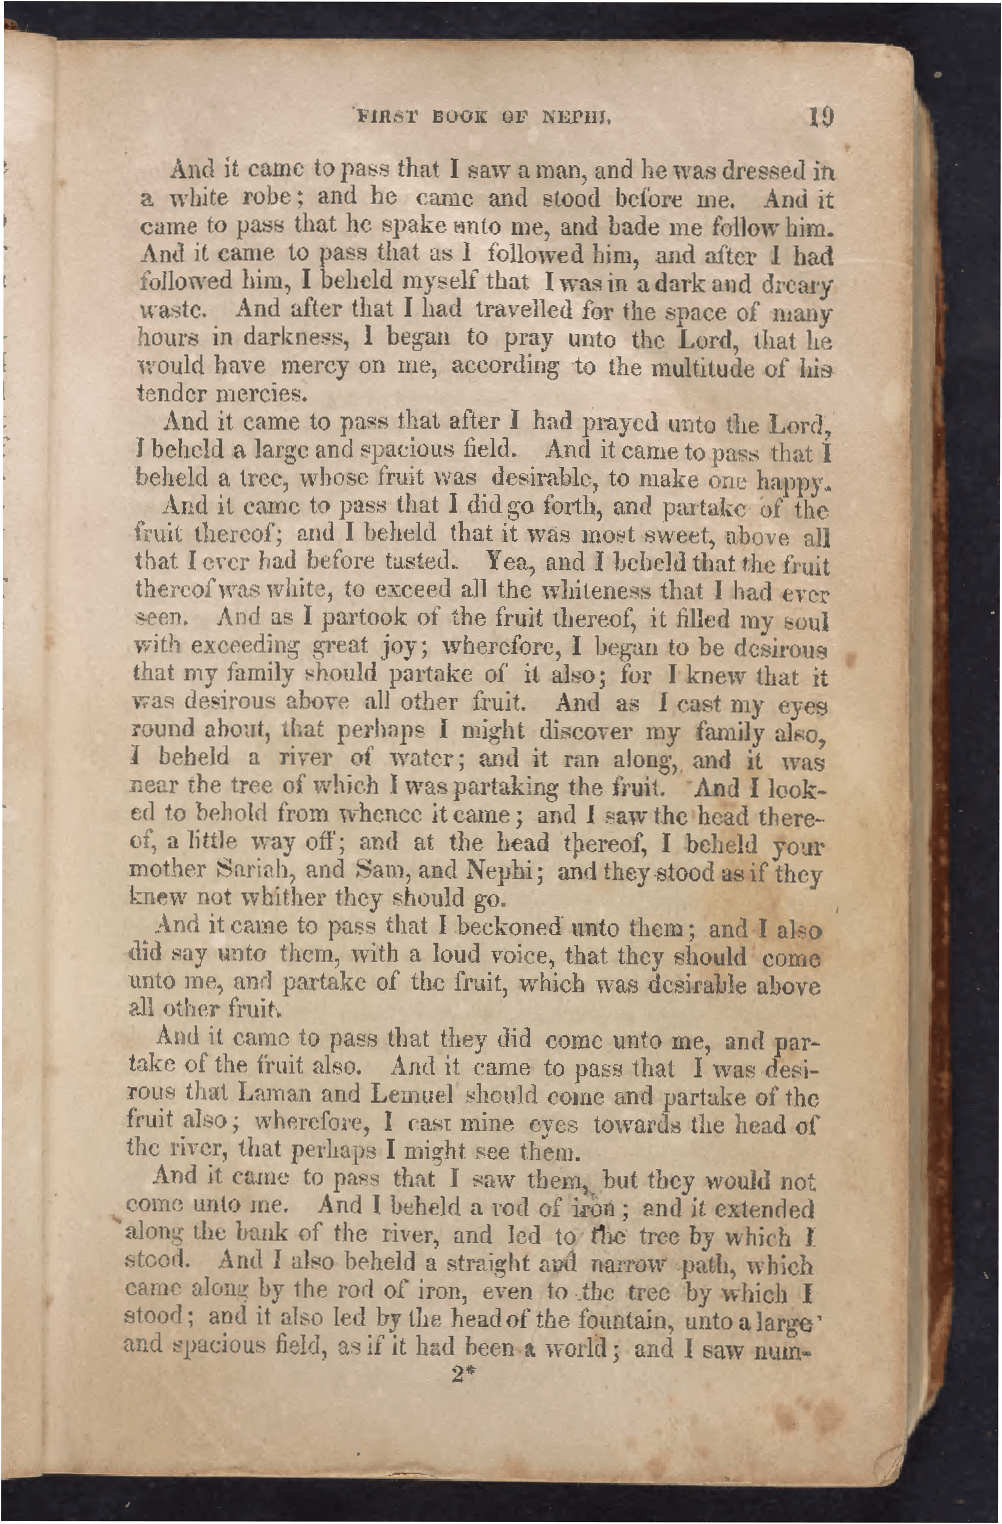 FIRST BOOK OF NEPHI. 19
And it came to pass that I saw a man, and he was dressed in
a white robe; and he came and stood before me. And it
came to pass that he spake unto me, and bade me follow him.
And it came to pass that as I followed him, and after I had
followed him, I beheld myself that I was in a dark and dreary
waste. And after that I had travelled for the space of many
hours in darkness, I began to pray unto the Lord, that he
would have mercy on me, according to the multitude of his
tender mercies.
And it came to pass that after I had prayed unto the Lord,
I beheld a large and spacious field. And it came to pass that I
beheld a tree, whose fruit was desirable, to make one happy.
And it came to pass that I did go forth, and partake of the
fruit thereof; and I beheld that it was most sweet, above all
that I ever had before tasted. Yea, and I beheld that the fruit
thereof was white, to exceed all the whiteness that I had ever
seen. And as I partook of the fruit thereof, it filled my soul
with exceeding great joy; wherefore, I began to be desirous
that my family should partake of it also; for I knew that it
was desirous above all other fruit. And as I cast my eyes
round about, that perhaps I might discover my family also,
I beheld a river of water; and it ran along, and it was
near the tree of which I was partaking the fruit. And I look-
ed to behold from whence it came; and I saw the head there-
of, a little way off; and at the head thereof, I beheld your
mother Sariah, and Sam, and Nephi; and they stood as if they
knew not whither they should go.
And it came to pass that I beckoned unto them; and I also
did say unto them, with a loud voice, that they should come
unto me, and partake of the fruit, which was desirable above
all other fruit.
And it came to pass that they did come unto me, and par-
take of the fruit also. And it came to pass that I was desi-
rous that Laman and Lemuel should come and partake of the
fruit also; wherefore, I cast mine eyes towards the head of
the river, that perhaps I might see them.
And it came to pass that I saw them, but they would not
come unto me. And I beheld a rod of iron; and it extended
along the bank of the river, and led to the tree by which I
stood. And I also beheld a straight and narrow path, which
came along by the rod of iron, even to the tree by which I
stood; and it also led by the head of the fountain, unto a large
and spacious field, as if it had been a world; and I saw num-
2*